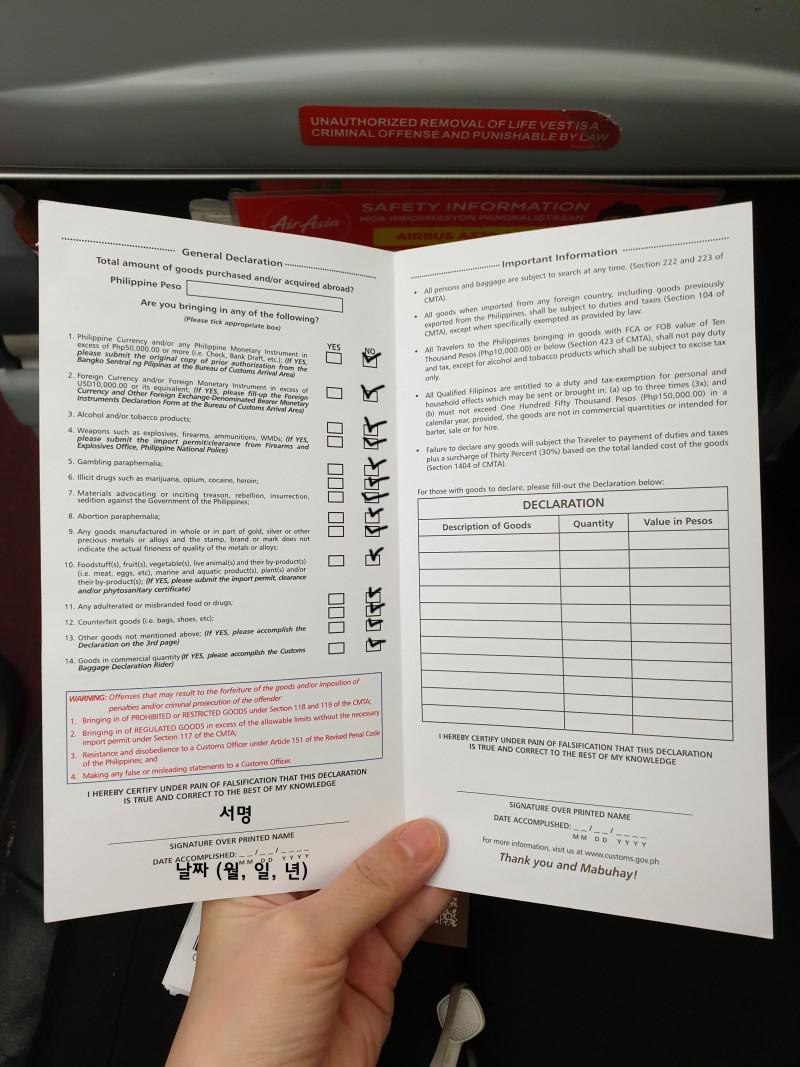 UNAUTHORIZED REMOVAL OF LIFE VEST IS A
CRIMINAL OFFENSE AND PUNISHABLE BY LAW
AirAsia
SAFETY INFORMATION
MGA IMPORMASYON PANGKALIGTASAN
AIRBUS A320
General Declaration
Total amount of goods purchased and/or acquired abroad?
Philippine Peso
Are you bringing in any of the following?
(Please tick appropriate box)
YES
NO
1. Philippine Currency and/or any Philippine Monetary Instrument in
excess of Php50,000.00 or more (i.e. Check, Bank Draft, etc.); (If YES,
please submit the original copy of prior authorization from the
Bangko Sentral ng Pilipinas at the Bureau of Customs Arrival Area)
2. Foreign Currency and/or Foreign Monetary Instrument in excess of
USD10,000.00 or its equivalent; (If YES, please fill-up the Foreign
Currency and Other Foreign Exchange-Denominated Bearer Monetary
Instruments Declaration Form at the Bureau of Customs Arrival Area)
3. Alcohol and/or tobacco products;
4. Weapons such as explosives, firearms, ammunitions, WMDs; (If YES,
please submit the import permit/clearance from Firearms and
Explosives Office, Philippine National Police)
5. Gambling paraphernalia;
6. Illicit drugs such as marijuana, opium, cocaine, heroin;
7. Materials advocating or inciting treason, rebellion, insurrection,
sedition against the Government of the Philippines;
8. Abortion paraphernalia;
9. Any goods manufactured in whole or in part of gold, silver or other
precious metals or alloys and the stamp, brand or mark does not
indicate the actual fineness of quality of the metals or alloys;
10. Foodstuff(s), fruit(s), vegetable(s), live animal(s) and their by-product(s)
(i.e. meat, eggs, etc), marine and aquatic product(s), plant(s) and/or
their by-product(s); (If YES, please submit the import permit, clearance
and/or phytosanitary certificate)
11. Any adulterated or misbranded food or drugs;
12. Counterfeit goods (i.e. bags, shoes, etc);
13. Other goods not mentioned above; (If YES, please accomplish the
Declaration on the 3rd page)
14. Goods in commercial quantity (If YES, please accomplish the Customs
Baggage Declaration Rider)
WARNING: Offenses that may result to the forfeiture of the goods and/or imposition of
penalties and/or criminal prosecution of the offender:
1. Bringing in of PROHIBITED or RESTRICTED GOODS under Section 118 and 119 of the CMTA;
2. Bringing in of REGULATED GOODS in excess of the allowable limits without the necessary
import permit under Section 117 of the CMTA;
3. Resistance and disobedience to a Customs Officer under Article 151 of the Revised Penal Code
of the Philippines; and
4. Making any false or misleading statements to a Customs Officer.
I HEREBY CERTIFY UNDER PAIN OF FALSIFICATION THAT THIS DECLARATION
IS TRUE AND CORRECT TO THE BEST OF MY KNOWLEDGE
서명
SIGNATURE OVER PRINTED NAME
DATE ACCOMPLISHED: _ _ / _ _ / _ _ _ _
M M D D Y Y Y Y
날짜 (월, 일, 년)
Important Information
• All persons and baggage are subject to search at any time. (Section 222 and 223 of
CMTA).
• All goods when imported from any foreign country, including goods previously
exported from the Philippines, shall be subject to duties and taxes (Section 104 of
CMTA), except when specifically exempted as provided by law.
• All Travelers to the Philippines bringing in goods with FCA or FOB value of Ten
Thousand Pesos (Php10,000.00) or below (Section 423 of CMTA), shall not pay duty
and tax, except for alcohol and tobacco products which shall be subject to excise tax
only.
• All Qualified Filipinos are entitled to a duty and tax-exemption for personal and
household effects which may be sent or brought in: (a) up to three times (3x); and
(b) must not exceed One Hundred Fifty Thousand Pesos (Php150,000.00) in a
calendar year, provided, the goods are not in commercial quantities or intended for
barter, sale or for hire.
• Failure to declare any goods will subject the Traveler to payment of duties and taxes
plus a surcharge of Thirty Percent (30%) based on the total landed cost of the goods
(Section 1404 of CMTA).
For those with goods to declare, please fill-out the Declaration below:
DECLARATION
Description of Goods
Quantity
Value in Pesos
I HEREBY CERTIFY UNDER PAIN OF FALSIFICATION THAT THIS DECLARATION
IS TRUE AND CORRECT TO THE BEST OF MY KNOWLEDGE
SIGNATURE OVER PRINTED NAME
DATE ACCOMPLISHED: _ _ / _ _ / _ _ _ _
M M D D Y Y Y Y
For more information, visit us at www.customs.gov.ph
Thank you and Mabuhay!